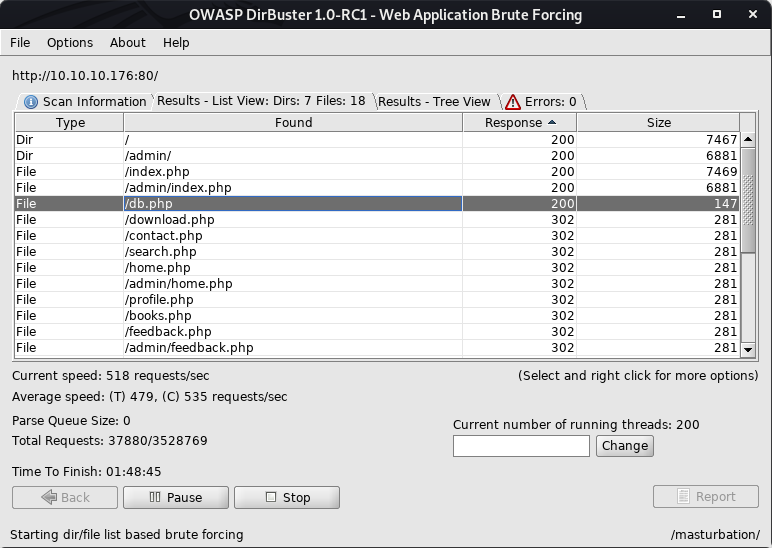 OWASP DirBuster 1.0-RC1 - Web Application Brute Forcing
File Options About Help
http://10.10.10.176:80/
Scan Information Results - List View: Dirs: 7 Files: 18 Results - Tree View Errors: 0
Type Found Response Size
Dir / 200 7467
Dir /admin/ 200 6881
File /index.php 200 7469
File /admin/index.php 200 6881
File /db.php 200 147
File /download.php 302 281
File /contact.php 302 281
File /search.php 302 281
File /home.php 302 281
File /admin/home.php 302 281
File /profile.php 302 281
File /books.php 302 281
File /feedback.php 302 281
File /admin/feedback.php 302 281
Current speed: 518 requests/sec (Select and right click for more options)
Average speed: (T) 479, (C) 535 requests/sec
Parse Queue Size: 0 Current number of running threads: 200
Total Requests: 37880/3528769 Change
Time To Finish: 01:48:45
Back Pause Stop Report
Starting dir/file list based brute forcing /masturbation/